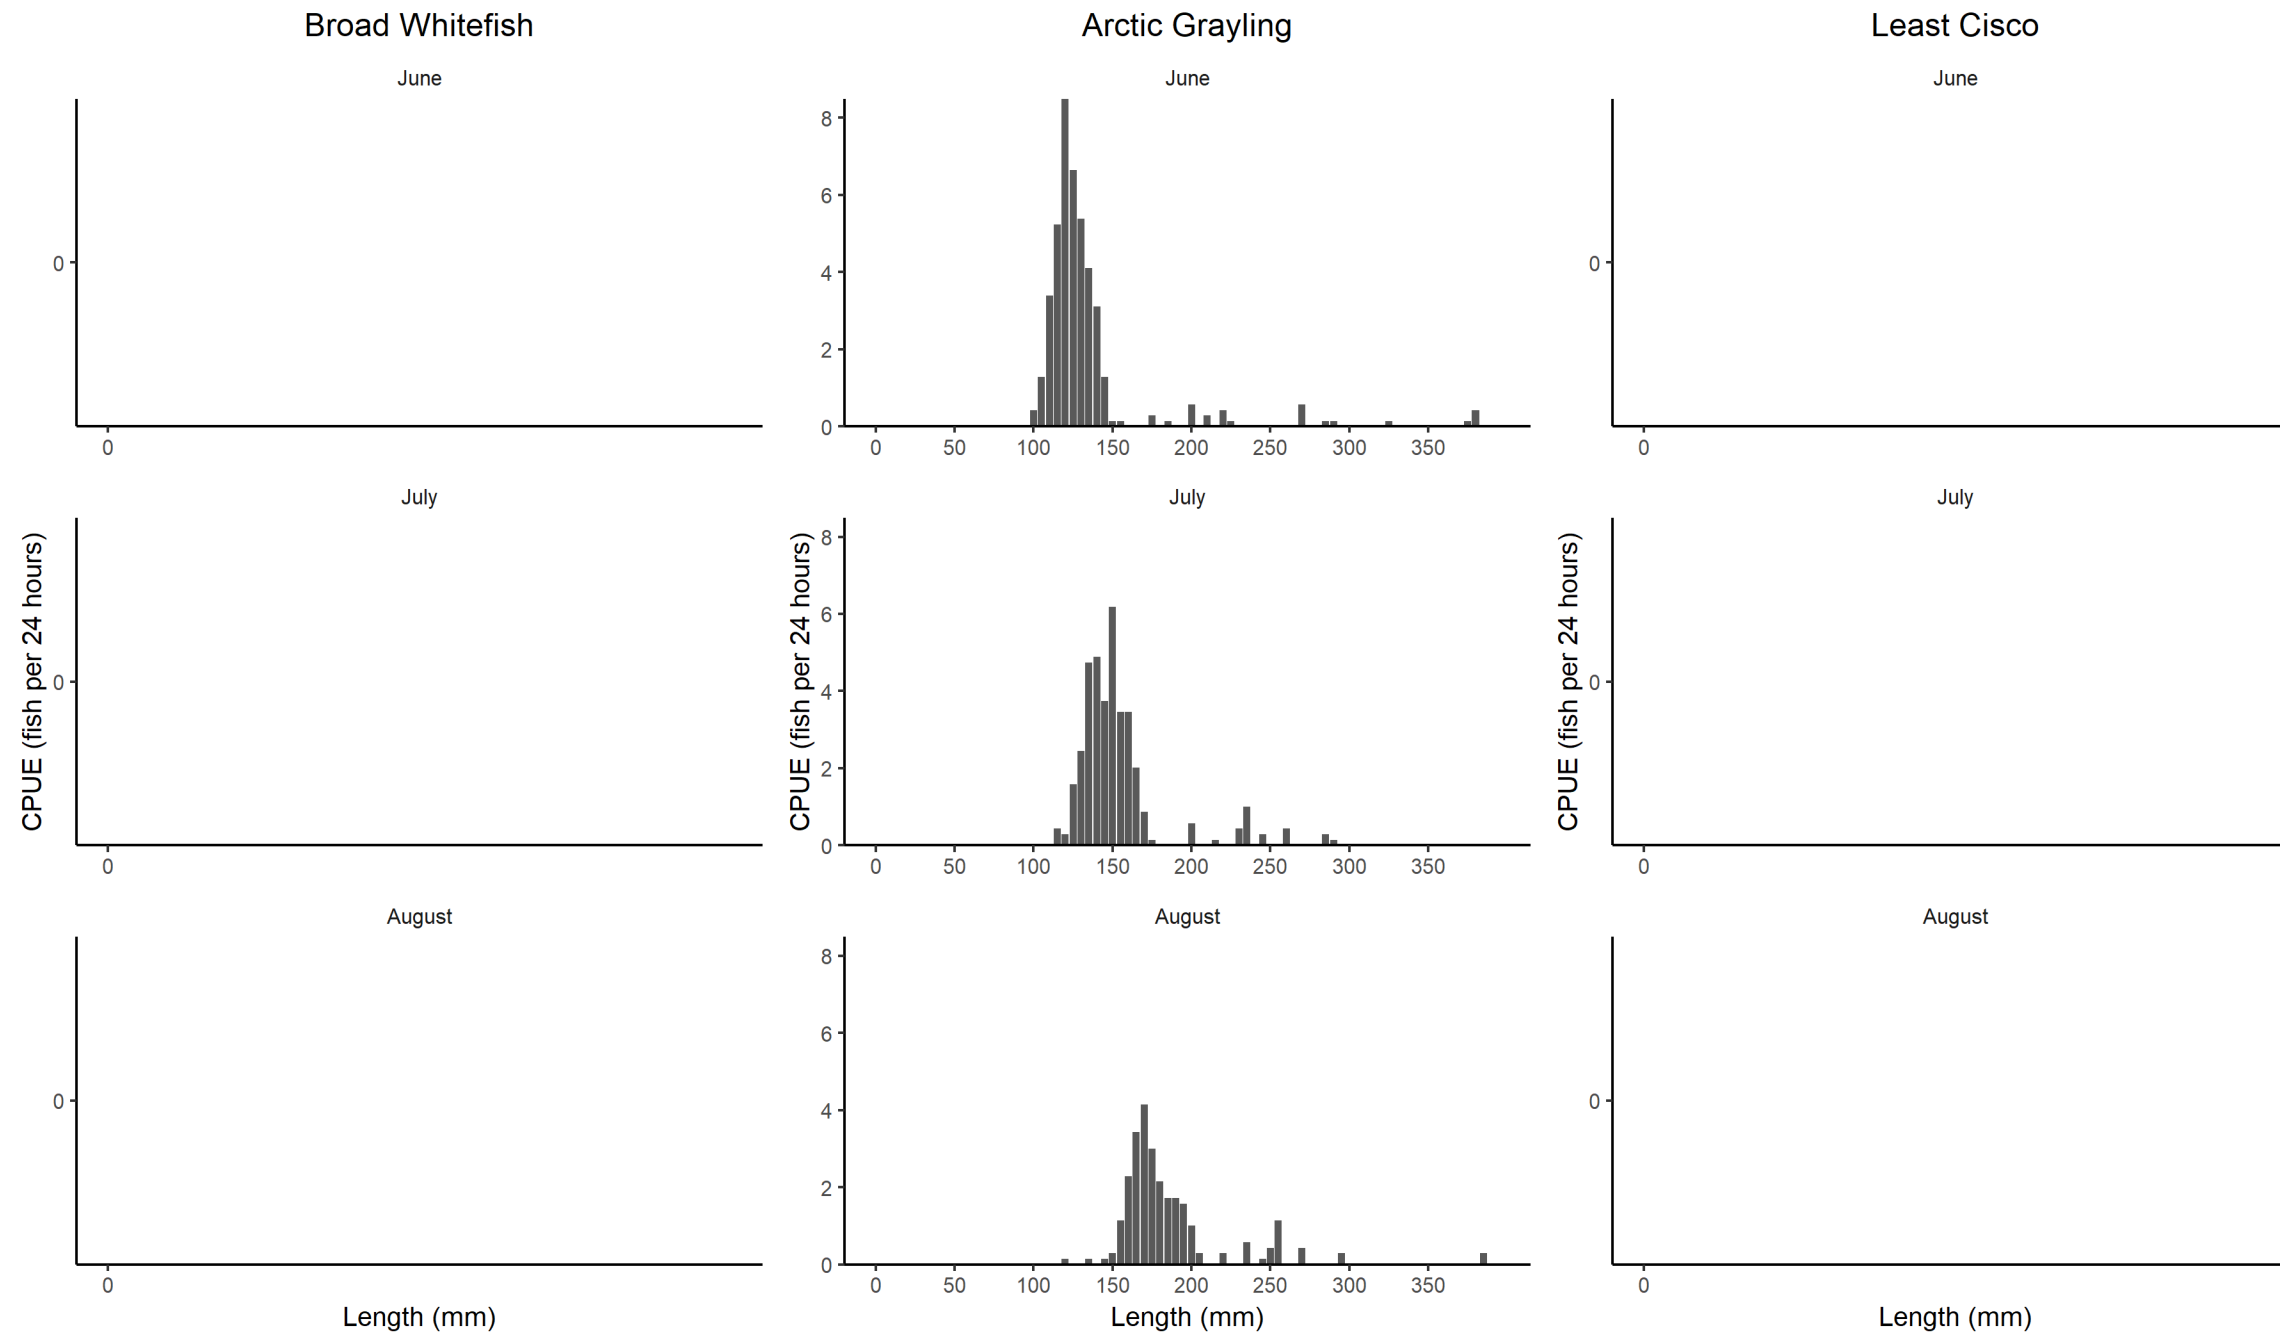 Broad Whitefish Arctic Grayling Least Cisco
June June June
8
6
4
2
0
0 0
0 0 50 100 150 200 250 300 350 0
July July July
CPUE (fish per 24 hours) CPUE (fish per 24 hours) CPUE (fish per 24 hours)
8
6
4
2
0
0 0
0 0 50 100 150 200 250 300 350 0
August August August
8
6
4
2
0
0 0
0 0 50 100 150 200 250 300 350 0
Length (mm) Length (mm) Length (mm)